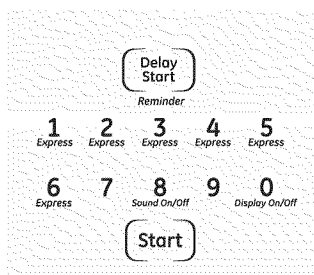 Delay
Start
Reminder
1 2 3 4 5
Express Express Express Express Express
6 7 8 9 0
Express Sound On/Off Display On/Off
Start